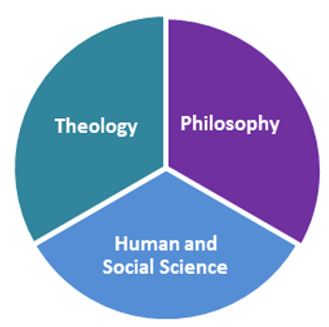 Theology
Philosophy
Human and
Social Science